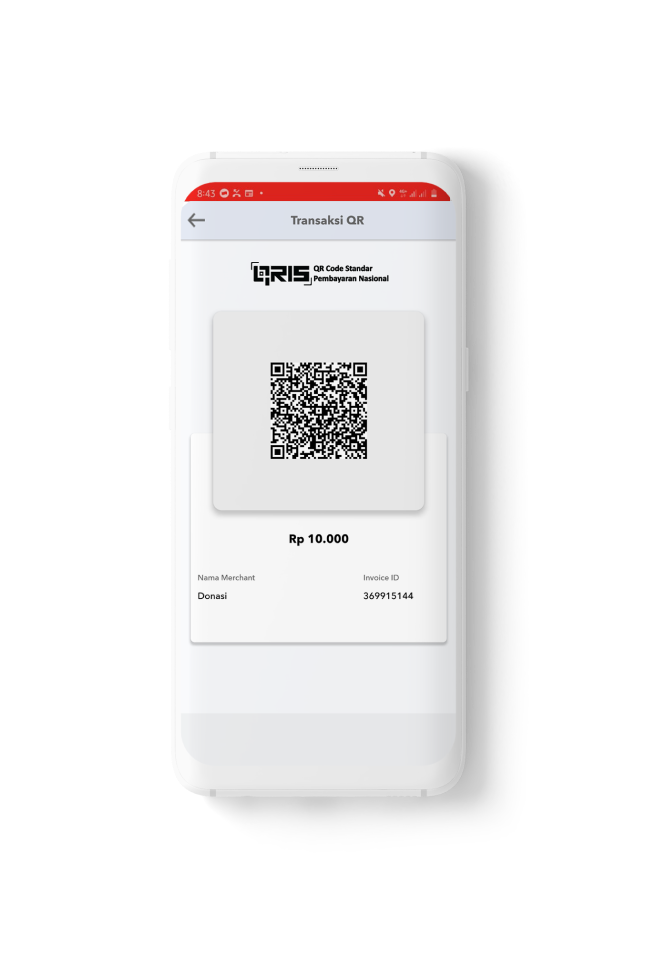 8:43
Transaksi QR
QRIS QR Code Standar
Pembayaran Nasional
Rp 10.000
Nama Merchant Invoice ID
Donasi 369915144